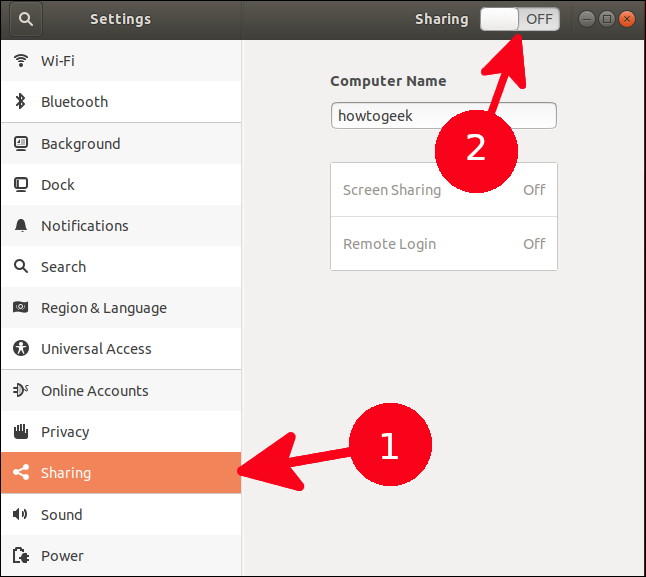 Settings
Sharing OFF
Wi-Fi
Bluetooth
Background
Dock
Notifications
Search
Region & Language
Universal Access
Online Accounts
Privacy
Sharing
Sound
Power
Computer Name
howtogeek
Screen Sharing Off
Remote Login Off
2
1